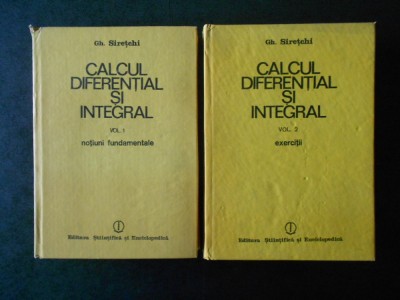 Gh. Sirețchi
CALCUL
DIFERENȚIAL
ȘI
INTEGRAL
VOL. 1
noțiuni fundamentale
Editura Științifică și Enciclopedică
Gh. Sirețchi
CALCUL
DIFERENȚIAL
ȘI
INTEGRAL
VOL. 2
exerciții
Editura Științifică și Enciclopedică